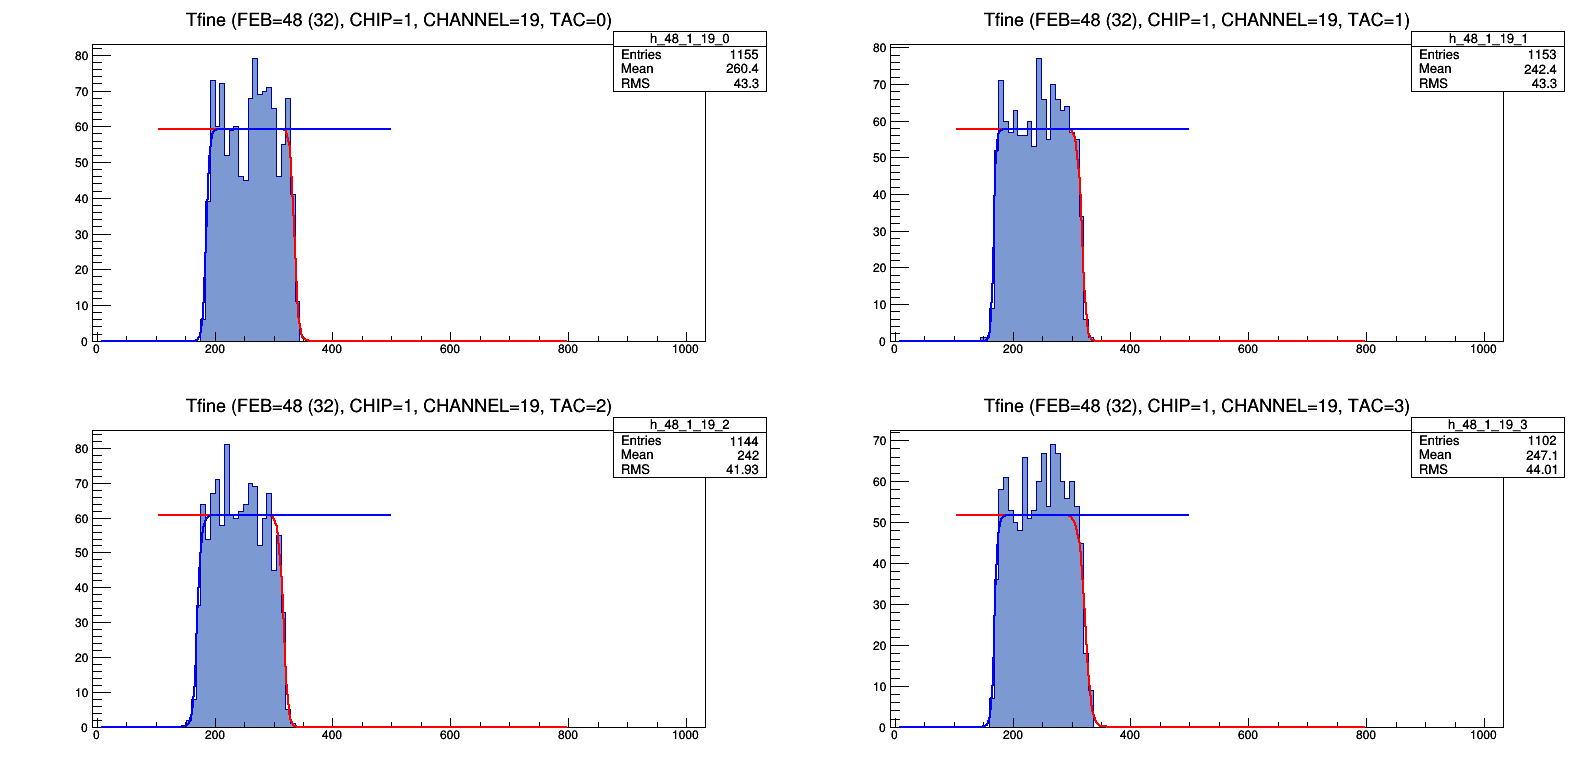 Tfine (FEB=48 (32), CHIP=1, CHANNEL=19, TAC=0)
h_48_1_19_0
Entries 1155
Mean 260.4
RMS 43.3
80
70
60
50
40
30
20
10
0
0 200 400 600 800 1000
Tfine (FEB=48 (32), CHIP=1, CHANNEL=19, TAC=1)
h_48_1_19_1
Entries 1153
Mean 242.4
RMS 43.3
80
70
60
50
40
30
20
10
0
0 200 400 600 800 1000
Tfine (FEB=48 (32), CHIP=1, CHANNEL=19, TAC=2)
h_48_1_19_2
Entries 1144
Mean 242
RMS 41.93
80
70
60
50
40
30
20
10
0
0 200 400 600 800 1000
Tfine (FEB=48 (32), CHIP=1, CHANNEL=19, TAC=3)
h_48_1_19_3
Entries 1102
Mean 247.1
RMS 44.01
70
60
50
40
30
20
10
0
0 200 400 600 800 1000